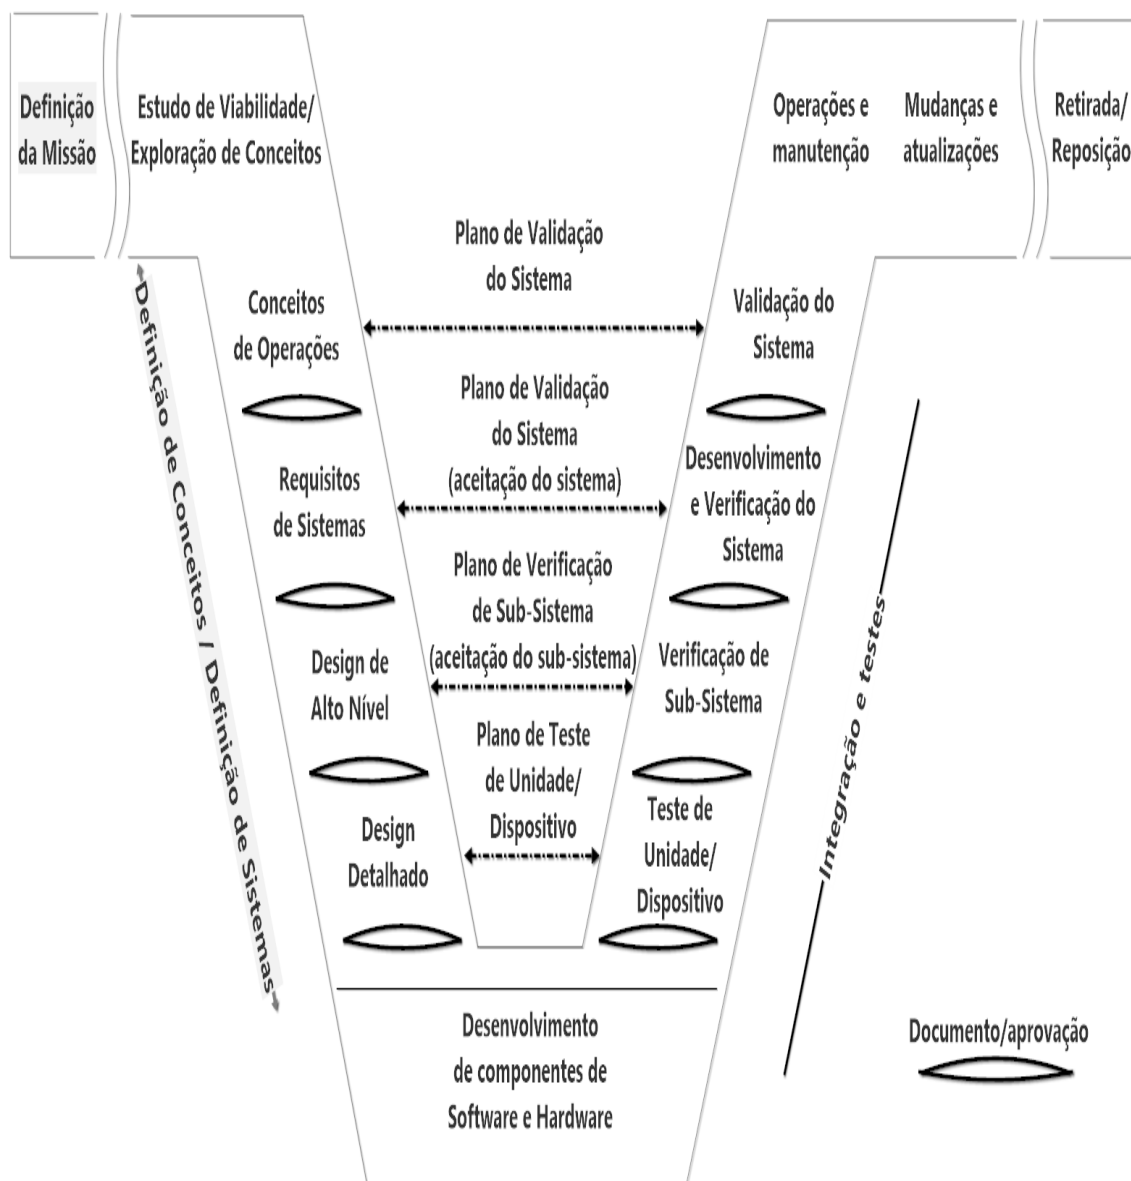 Definição
da Missão
Estudo de Viabilidade/
Exploração de Conceitos
Operações e
manutenção
Mudanças e
atualizações
Retirada/
Reposição
Plano de Validação
do Sistema
Conceitos
de Operações
Validação do
Sistema
Plano de Validação
do Sistema
(aceitação do sistema)
Requisitos
de Sistemas
Desenvolvimento
e Verificação do
Sistema
Plano de Verificação
de Sub-Sistema
(aceitação do sub-sistema)
Design de
Alto Nível
Verificação de
Sub-Sistema
Plano de Teste
de Unidade/
Dispositivo
Design
Detalhado
Teste de
Unidade/
Dispositivo
Definição de Conceitos / Definição de Sistemas
Integração e testes
Desenvolvimento
de componentes de
Software e Hardware
Documento/aprovação